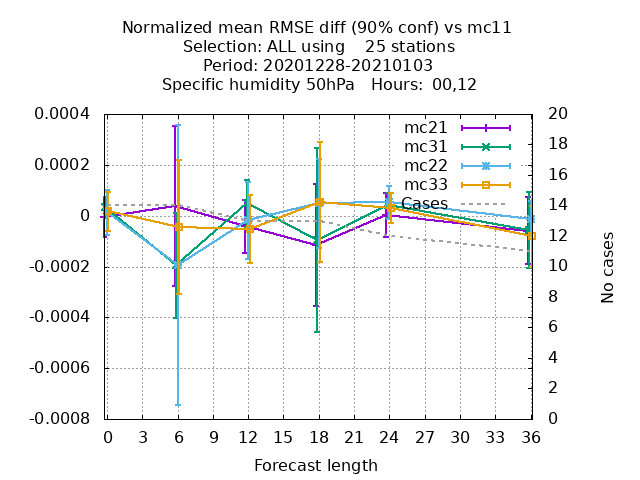 Normalized mean RMSE diff (90% conf) vs mc11
Selection: ALL using    25 stations
Period: 20201228-20210103
Specific humidity 50hPa   Hours:  00,12
mc21
mc31
mc22
mc33
Cases
0.0004
0.0002
0
-0.0002
-0.0004
-0.0006
-0.0008
20
18
16
14
12
10
8
6
4
2
0
No cases
0 3 6 9 12 15 18 21 24 27 30 33 36
Forecast length